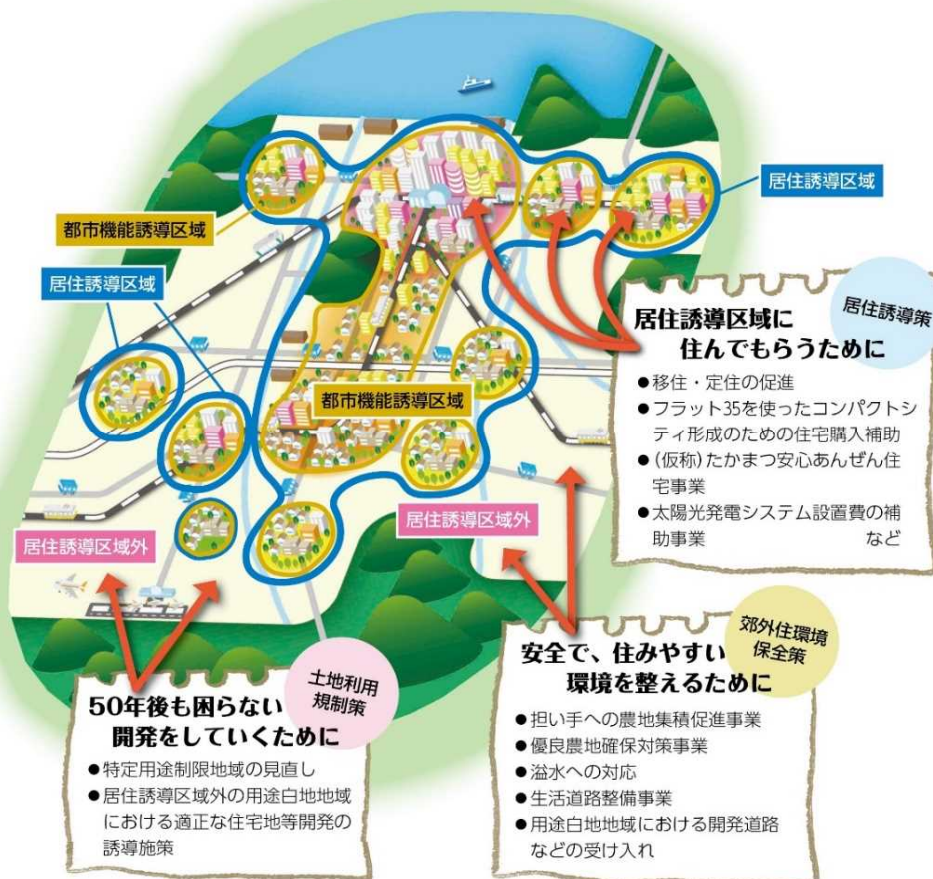 居住誘導区域
都市機能誘導区域
居住誘導区域
都市機能誘導区域
居住誘導区域外
居住誘導区域外
居住誘導策
居住誘導区域に
住んでもらうために
●移住・定住の促進
●フラット35を使ったコンパクトシ
ティ形成のための住宅購入補助
●(仮称)たかまつ安心あんぜん住
宅事業
●太陽光発電システム設置費の補
助事業 など
土地利用
規制策
50年後も困らない
開発をしていくために
●特定用途制限地域の見直し
●居住誘導区域外の用途白地地域
における適正な住宅地等開発の
誘導施策
郊外住環境
保全策
安全で、住みやすい
環境を整えるために
●担い手への農地集積促進事業
●優良農地確保対策事業
●溢水への対応
●生活道路整備事業
●用途白地地域における開発道路
などの受け入れ